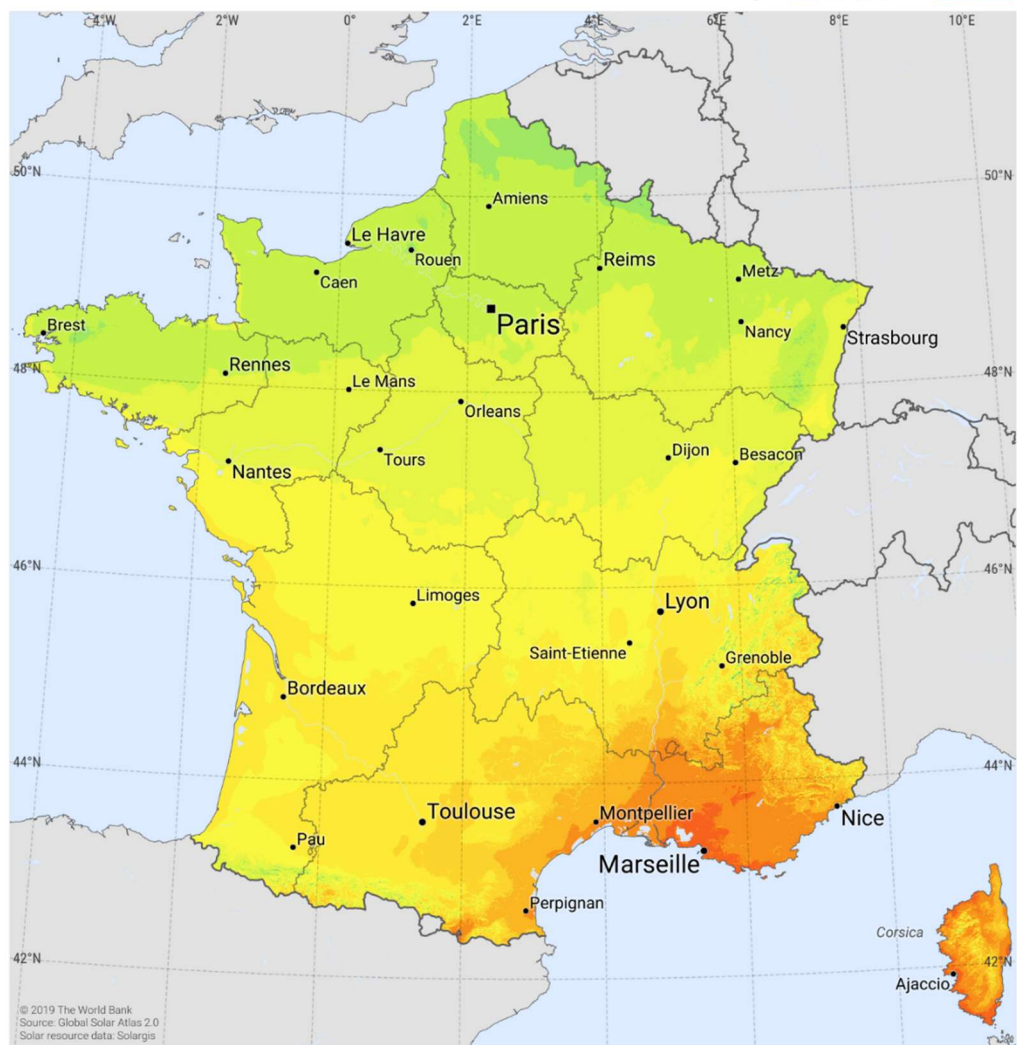 4°W
2°W
0°
2°E
4°E
6°E
8°E
10°E
50°N
50°N
Amiens
Le Havre
Rouen
Reims
Caen
Metz
Paris
Brest
Nancy
Strasbourg
48°N
Rennes
48°N
Le Mans
Orleans
Dijon
Besacon
Tours
Nantes
46°N
46°N
Limoges
Lyon
Saint-Etienne
Grenoble
Bordeaux
44°N
44°N
Toulouse
Montpellier
Nice
Pau
Marseille
Perpignan
Corsica
42°N
42°N
Ajaccio
© 2019 The World Bank
Source: Global Solar Atlas 2.0
Solar resource data: Solargis